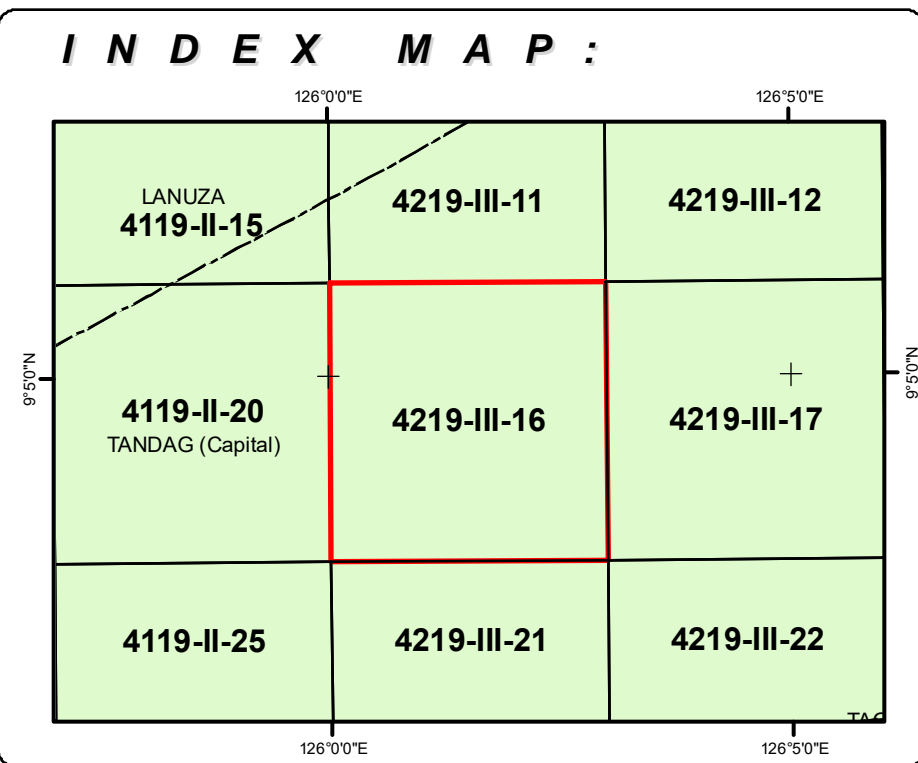 INDEX MAP:
126°0'0"E
126°5'0"E
LANUZA
4119-II-15
4219-III-11
4219-III-12
9°5'0"N
9°5'0"N
4119-II-20
TANDAG (Capital)
4219-III-16
4219-III-17
4119-II-25
4219-III-21
4219-III-22
126°0'0"E
126°5'0"E